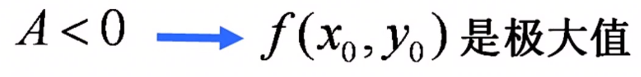 A < 0 → f(x₀, y₀) 是极大值